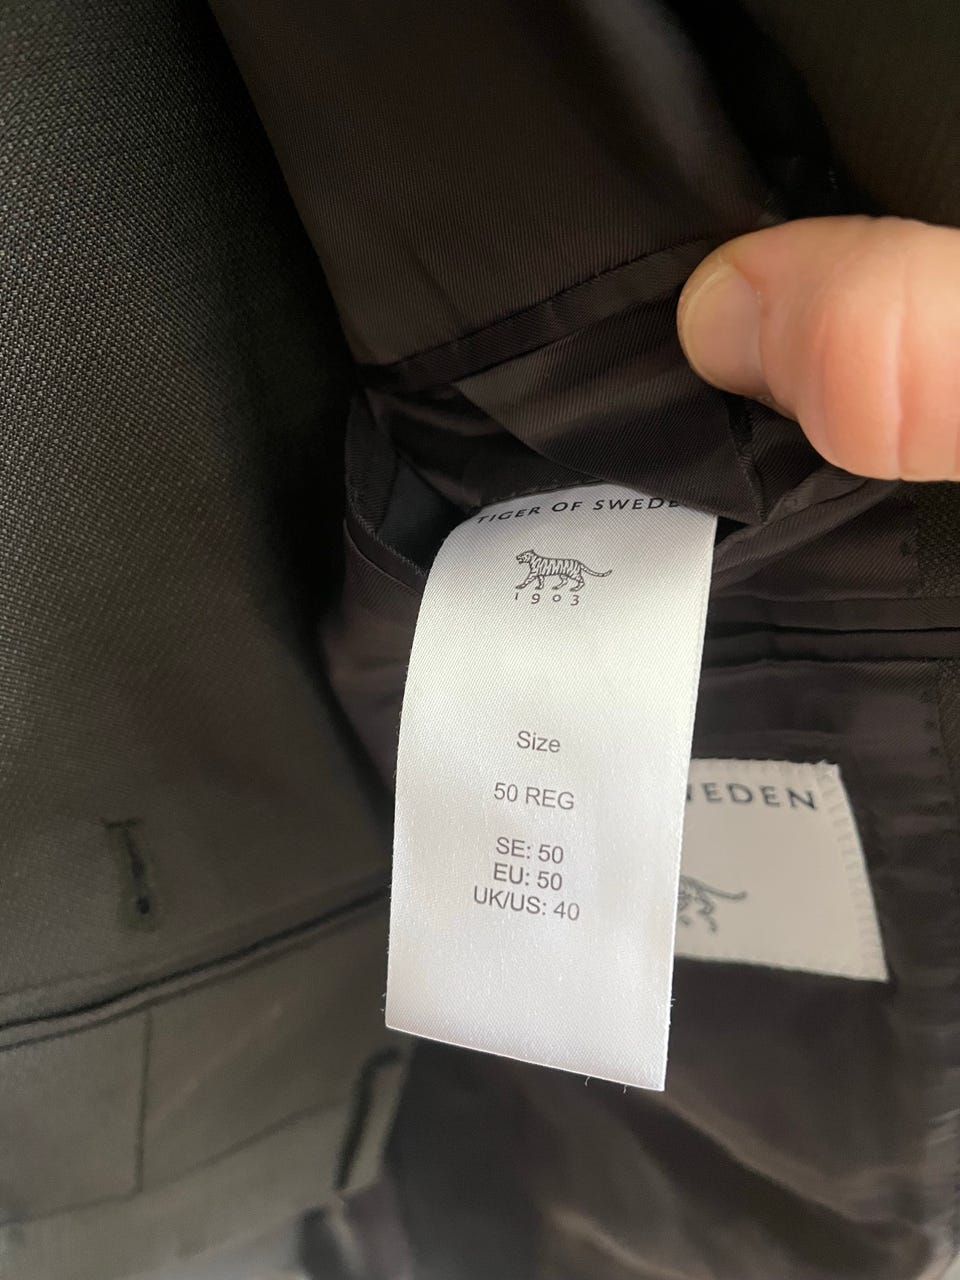 TIGER OF SWEDE
1903
Size
50 REG
SE: 50
EU: 50
UK/US: 40
WEDEN